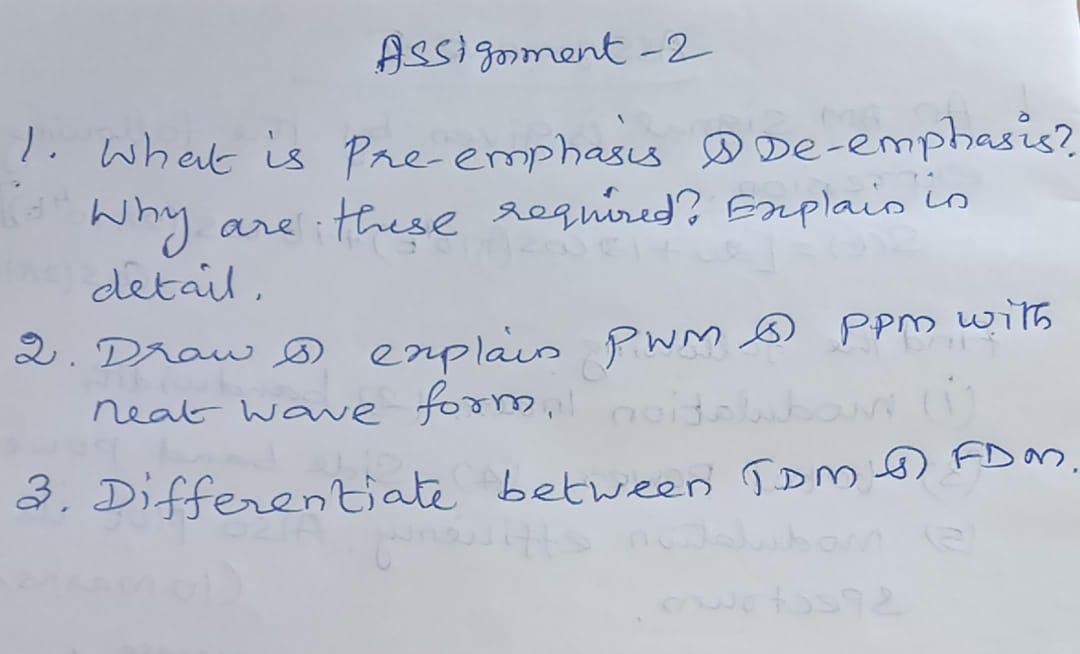 Assignment -2
1. What is Pre-emphasis & De-emphasis?
Why are these required? Explain in
detail.
2. Draw & explain PWM & PPM with
neat wave form.
3. Differentiate between TDM & FDM.